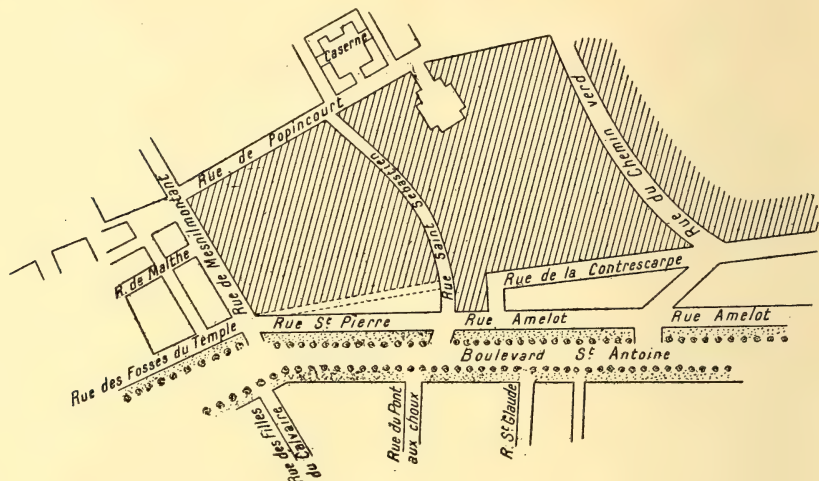 Caserne
Rue de Popincourt
Rue du Chemin verd
Rue Saint Sebastien
Rue de Mesnilmontant
R. de Malthe
Rue de la Contrescarpe
Rue St Pierre
Rue Amelot
Rue Amelot
Rue des Fosses du Temple
Boulevard St Antoine
Rue des Filles
du Calvaire
Rue du Pont
aux choux
R. St Glaude